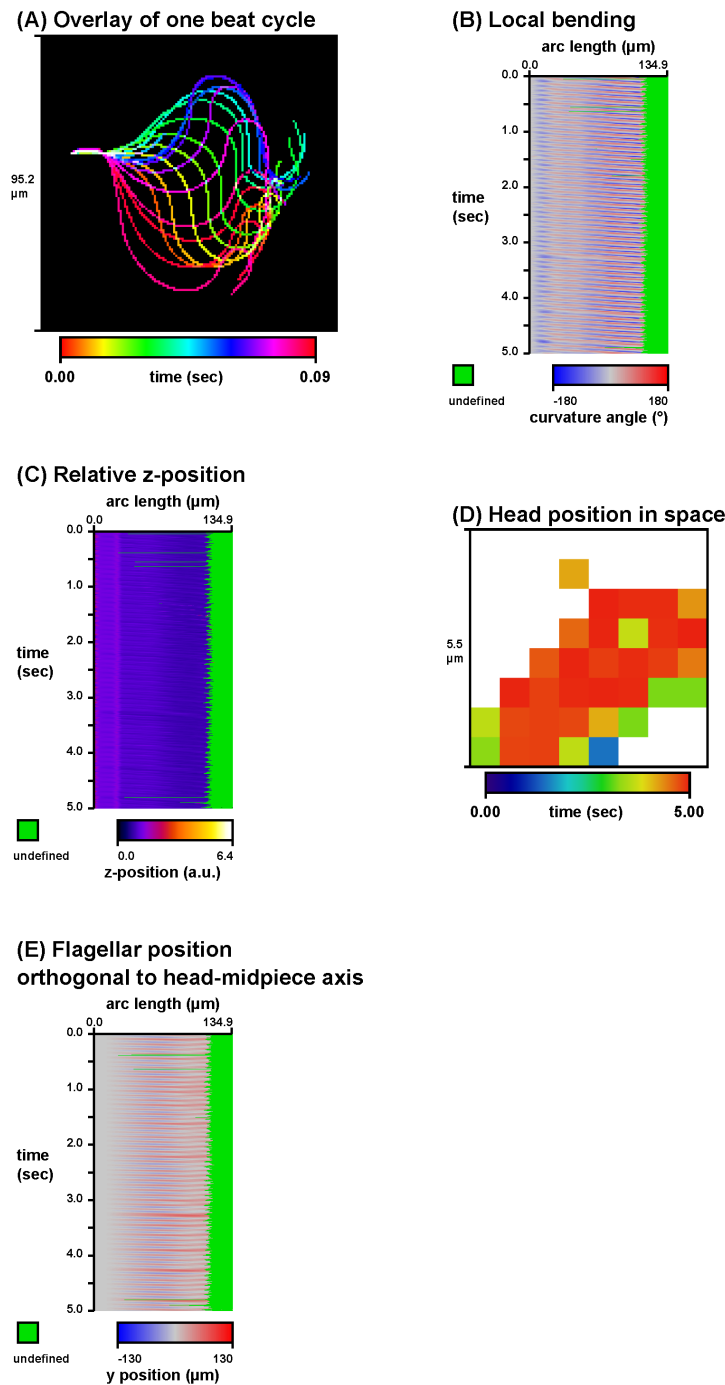 (A) Overlay of one beat cycle
95.2
µm
0.00
time (sec)
0.09
(B) Local bending
arc length (µm)
0.0
134.9
0.0
1.0
2.0
3.0
4.0
5.0
time
(sec)
undefined
-180
180
curvature angle (°)
(C) Relative z-position
arc length (µm)
0.0
134.9
0.0
1.0
2.0
3.0
4.0
5.0
time
(sec)
undefined
0.0
6.4
z-position (a.u.)
(D) Head position in space
5.5
µm
0.00
time (sec)
5.00
(E) Flagellar position
orthogonal to head-midpiece axis
arc length (µm)
0.0
134.9
0.0
1.0
2.0
3.0
4.0
5.0
time
(sec)
undefined
-130
130
y position (µm)